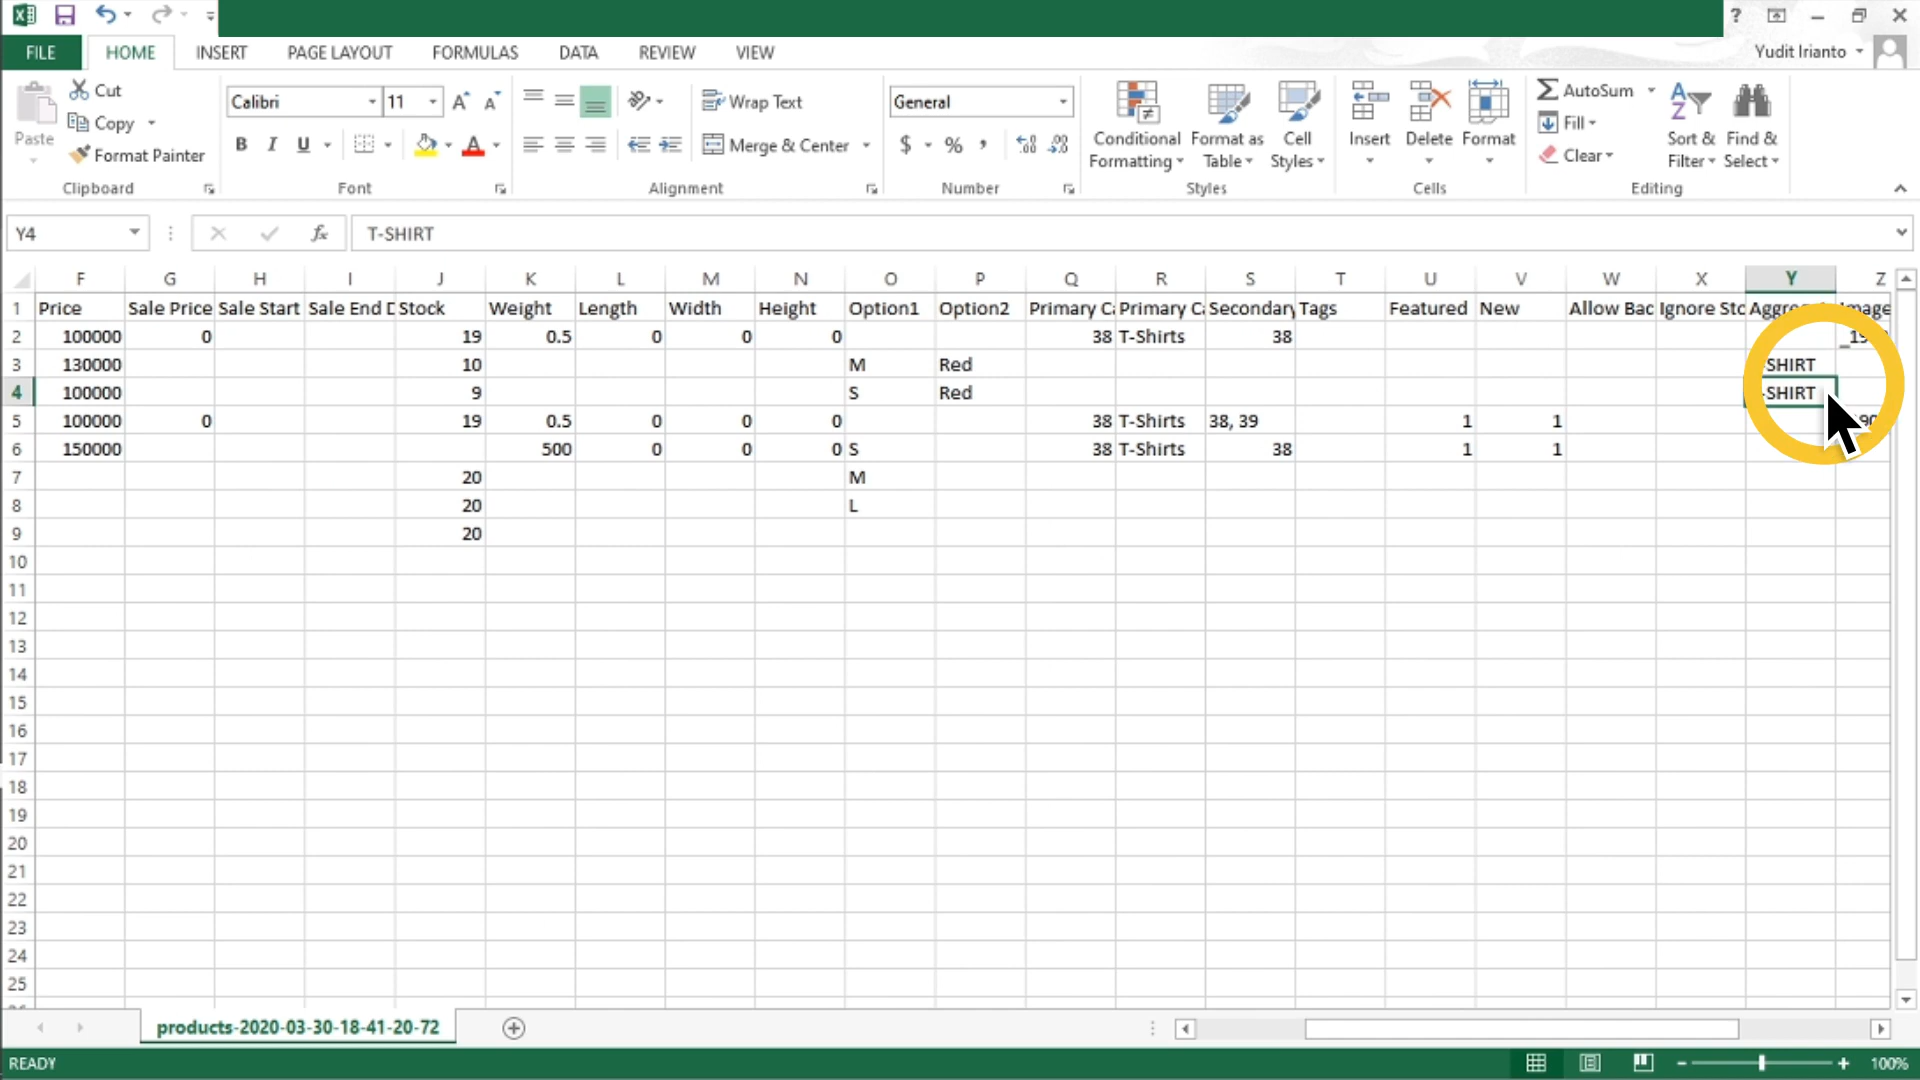 FILE HOME INSERT PAGE LAYOUT FORMULAS DATA REVIEW VIEW Yudit Irianto
Paste
Cut
Copy
Format Painter
Clipboard
Calibri 11
B I U A
Font
Wrap Text
Merge & Center
Alignment
General
$ % ,
Number
Conditional Formatting
Format as Table
Cell Styles
Styles
Insert Delete Format
Cells
AutoSum
Fill
Clear
Sort & Filter
Find & Select
Editing
Y4 fx T-SHIRT
F G H I J K L M N O P Q R S T U V W X Y Z
1 Price Sale Price Sale Start Sale End D Stock Weight Length Width Height Option1 Option2 Primary Ca Primary Ca Secondary Tags Featured New Allow Bac Ignore Sto
2 100000 0 19 0.5 0 0 0 38 T-Shirts 38
3 130000 10 M Red -SHIRT
4 100000 9 S Red -SHIRT
5 100000 0 19 0.5 0 0 0 38 T-Shirts 38, 39 1 1
6 150000 500 0 0 0 S 38 T-Shirts 38 1 1
7 20 M
8 20 L
9 20
10
11
12
13
14
15
16
17
18
19
20
21
22
23
24
25
products-2020-03-30-18-41-20-72
READY 100%